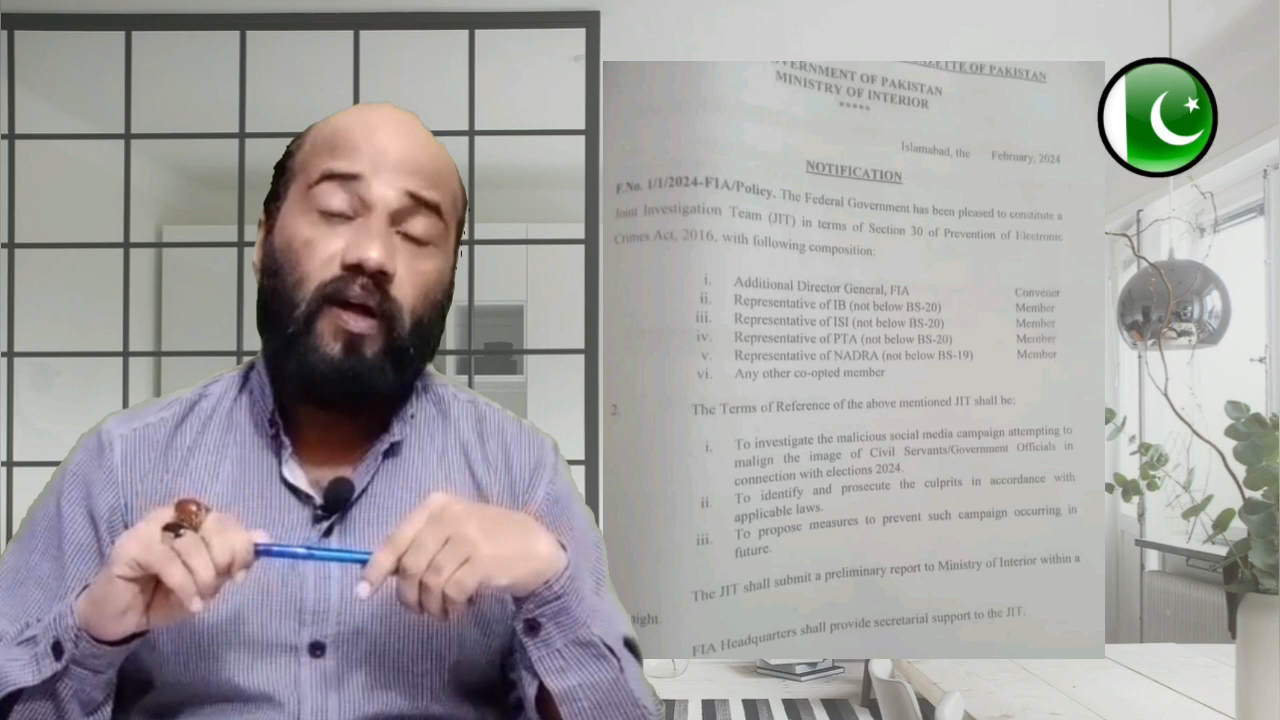 GAZETTE OF PAKISTAN
GOVERNMENT OF PAKISTAN
MINISTRY OF INTERIOR
*****
Islamabad, the February, 2024
NOTIFICATION
F.No. 1/1/2024-FIA/Policy. The Federal Government has been pleased to constitute a
Joint Investigation Team (JIT) in terms of Section 30 of Prevention of Electronic
Crimes Act, 2016, with following composition:
i. Additional Director General, FIA Convener
ii. Representative of IB (not below BS-20) Member
iii. Representative of ISI (not below BS-20) Member
iv. Representative of PTA (not below BS-20) Member
v. Representative of NADRA (not below BS-19) Member
vi. Any other co-opted member
2. The Terms of Reference of the above mentioned JIT shall be:
i. To investigate the malicious social media campaign attempting to
malign the image of Civil Servants/Government Officials in
connection with elections 2024.
ii. To identify and prosecute the culprits in accordance with
applicable laws.
iii. To propose measures to prevent such campaign occurring in
future.
The JIT shall submit a preliminary report to Ministry of Interior within a
night.
FIA Headquarters shall provide secretarial support to the JIT.